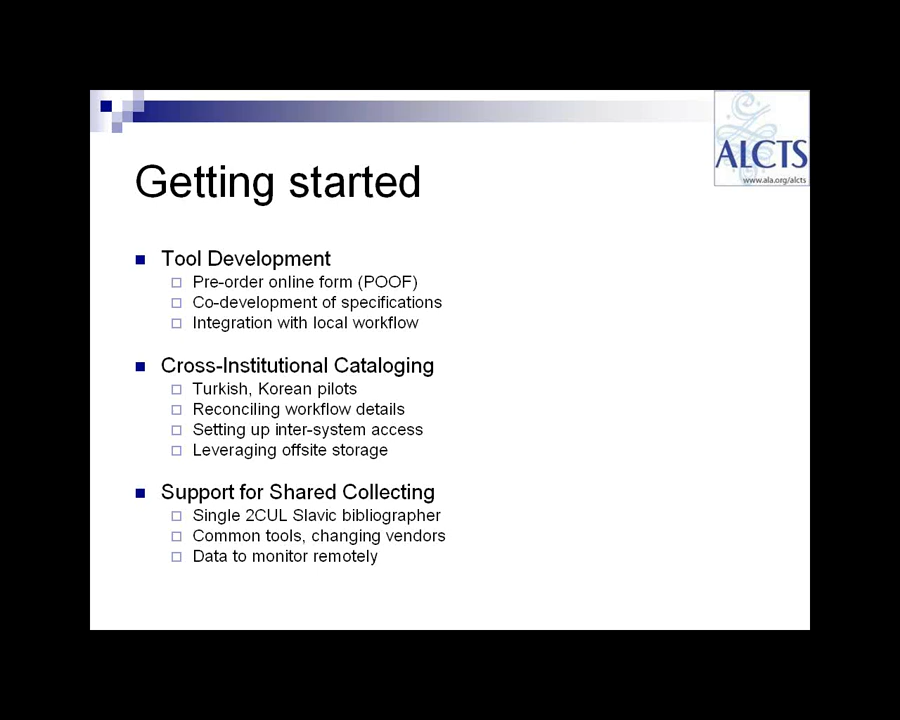 ALCTS
www.ala.org/alcts
Getting started
Tool Development
Pre-order online form (POOF)
Co-development of specifications
Integration with local workflow
Cross-Institutional Cataloging
Turkish, Korean pilots
Reconciling workflow details
Setting up inter-system access
Leveraging offsite storage
Support for Shared Collecting
Single 2CUL Slavic bibliographer
Common tools, changing vendors
Data to monitor remotely